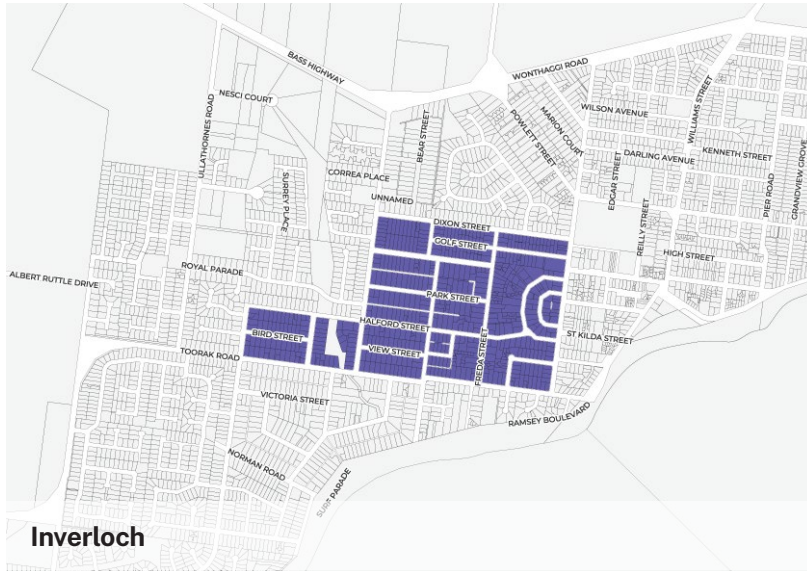 BASS HIGHWAY
WONTHAGGI ROAD
NESCI COURT
ULLATHORNES ROAD
BEAR STREET
POWLETT STREET
MARION COURT
WILSON AVENUE
WILLIAMS STREET
DARLING AVENUE
KENNETH STREET
CORREA PLACE
SURREY PLACE
UNNAMED
EDGAR STREET
PIER ROAD
GRANDVIEW GROVE
DIXON STREET
GOLF STREET
REILLY STREET
HIGH STREET
ROYAL PARADE
ALBERT RUTTLE DRIVE
PARK STREET
HALFORD STREET
BIRD STREET
ST KILDA STREET
VIEW STREET
FREDA STREET
TOORAK ROAD
VICTORIA STREET
RAMSEY BOULEVARD
NORMAN ROAD
SURF PARADE
Inverloch